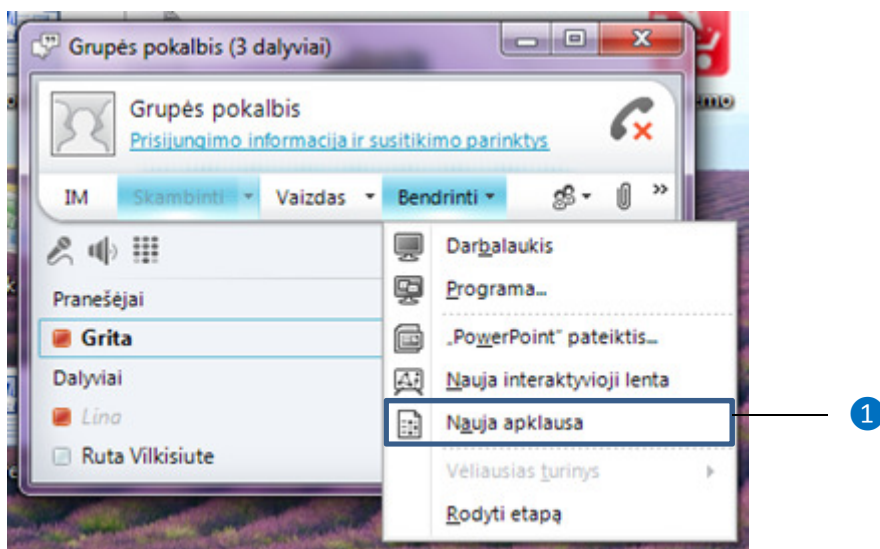 Grupės pokalbis (3 dalyviai)
Grupės pokalbis
Prisijungimo informacija ir susitikimo parinktys
IM Skambinti Vaizdas Bendrinti
Darbalaukis
Programa...
Pranešėjai
Grita
„PowerPoint“ pateiktis...
Dalyviai
Nauja interaktyvioji lenta
Lina
Nauja apklausa
1
Ruta Vilkisiute
Vėliausias turinys
Rodyti etapą